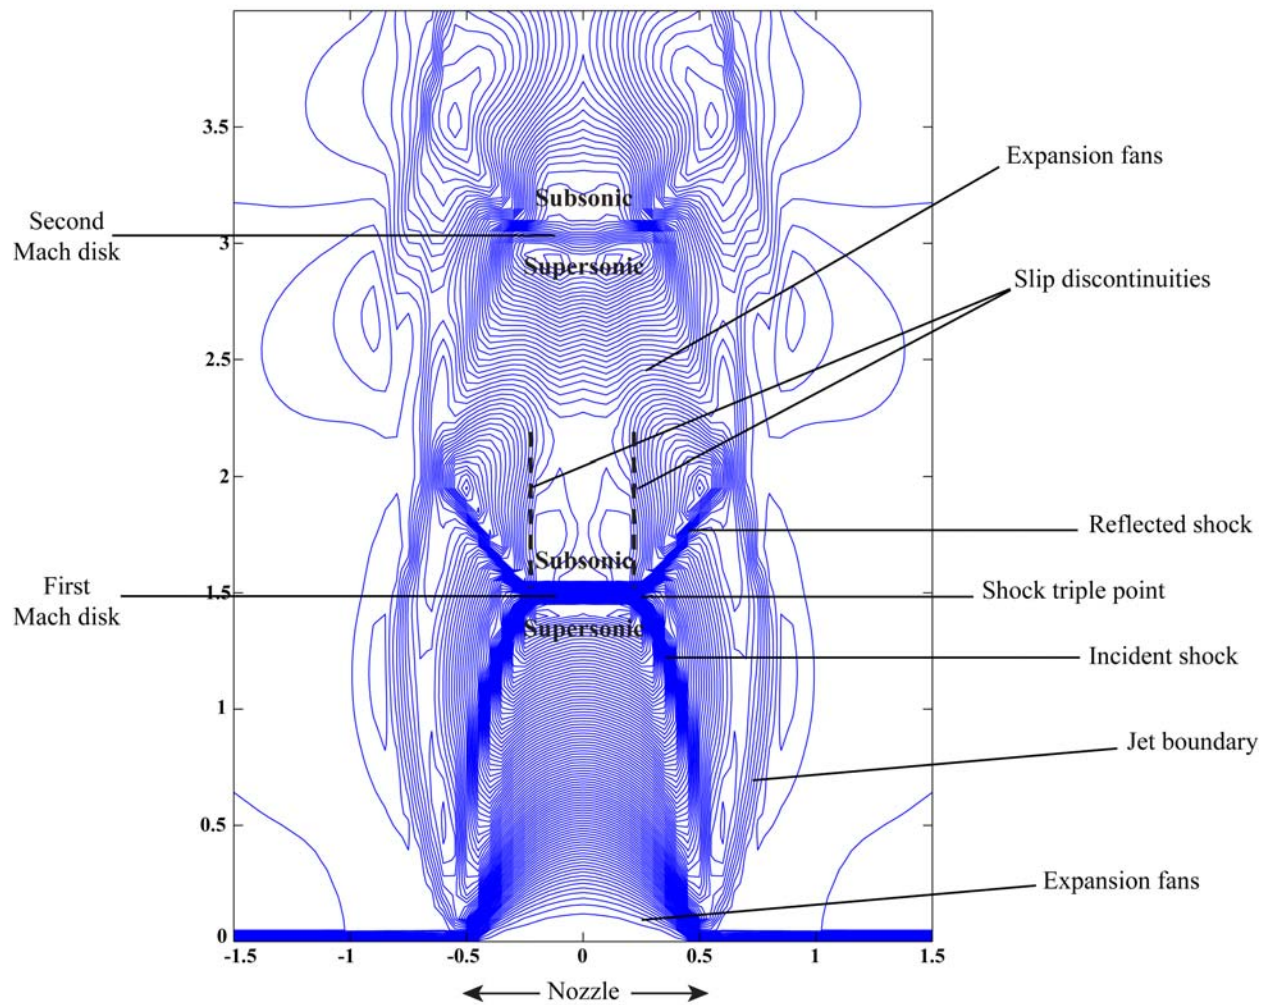 3.5
Expansion fans
Subsonic
Second
Mach disk
3
Supersonic
Slip discontinuities
2.5
2
Reflected shock
Subsonic
First
Mach disk
1.5
Shock triple point
Supersonic
Incident shock
1
Jet boundary
0.5
Expansion fans
0
-1.5 -1 -0.5 0 0.5 1 1.5
Nozzle